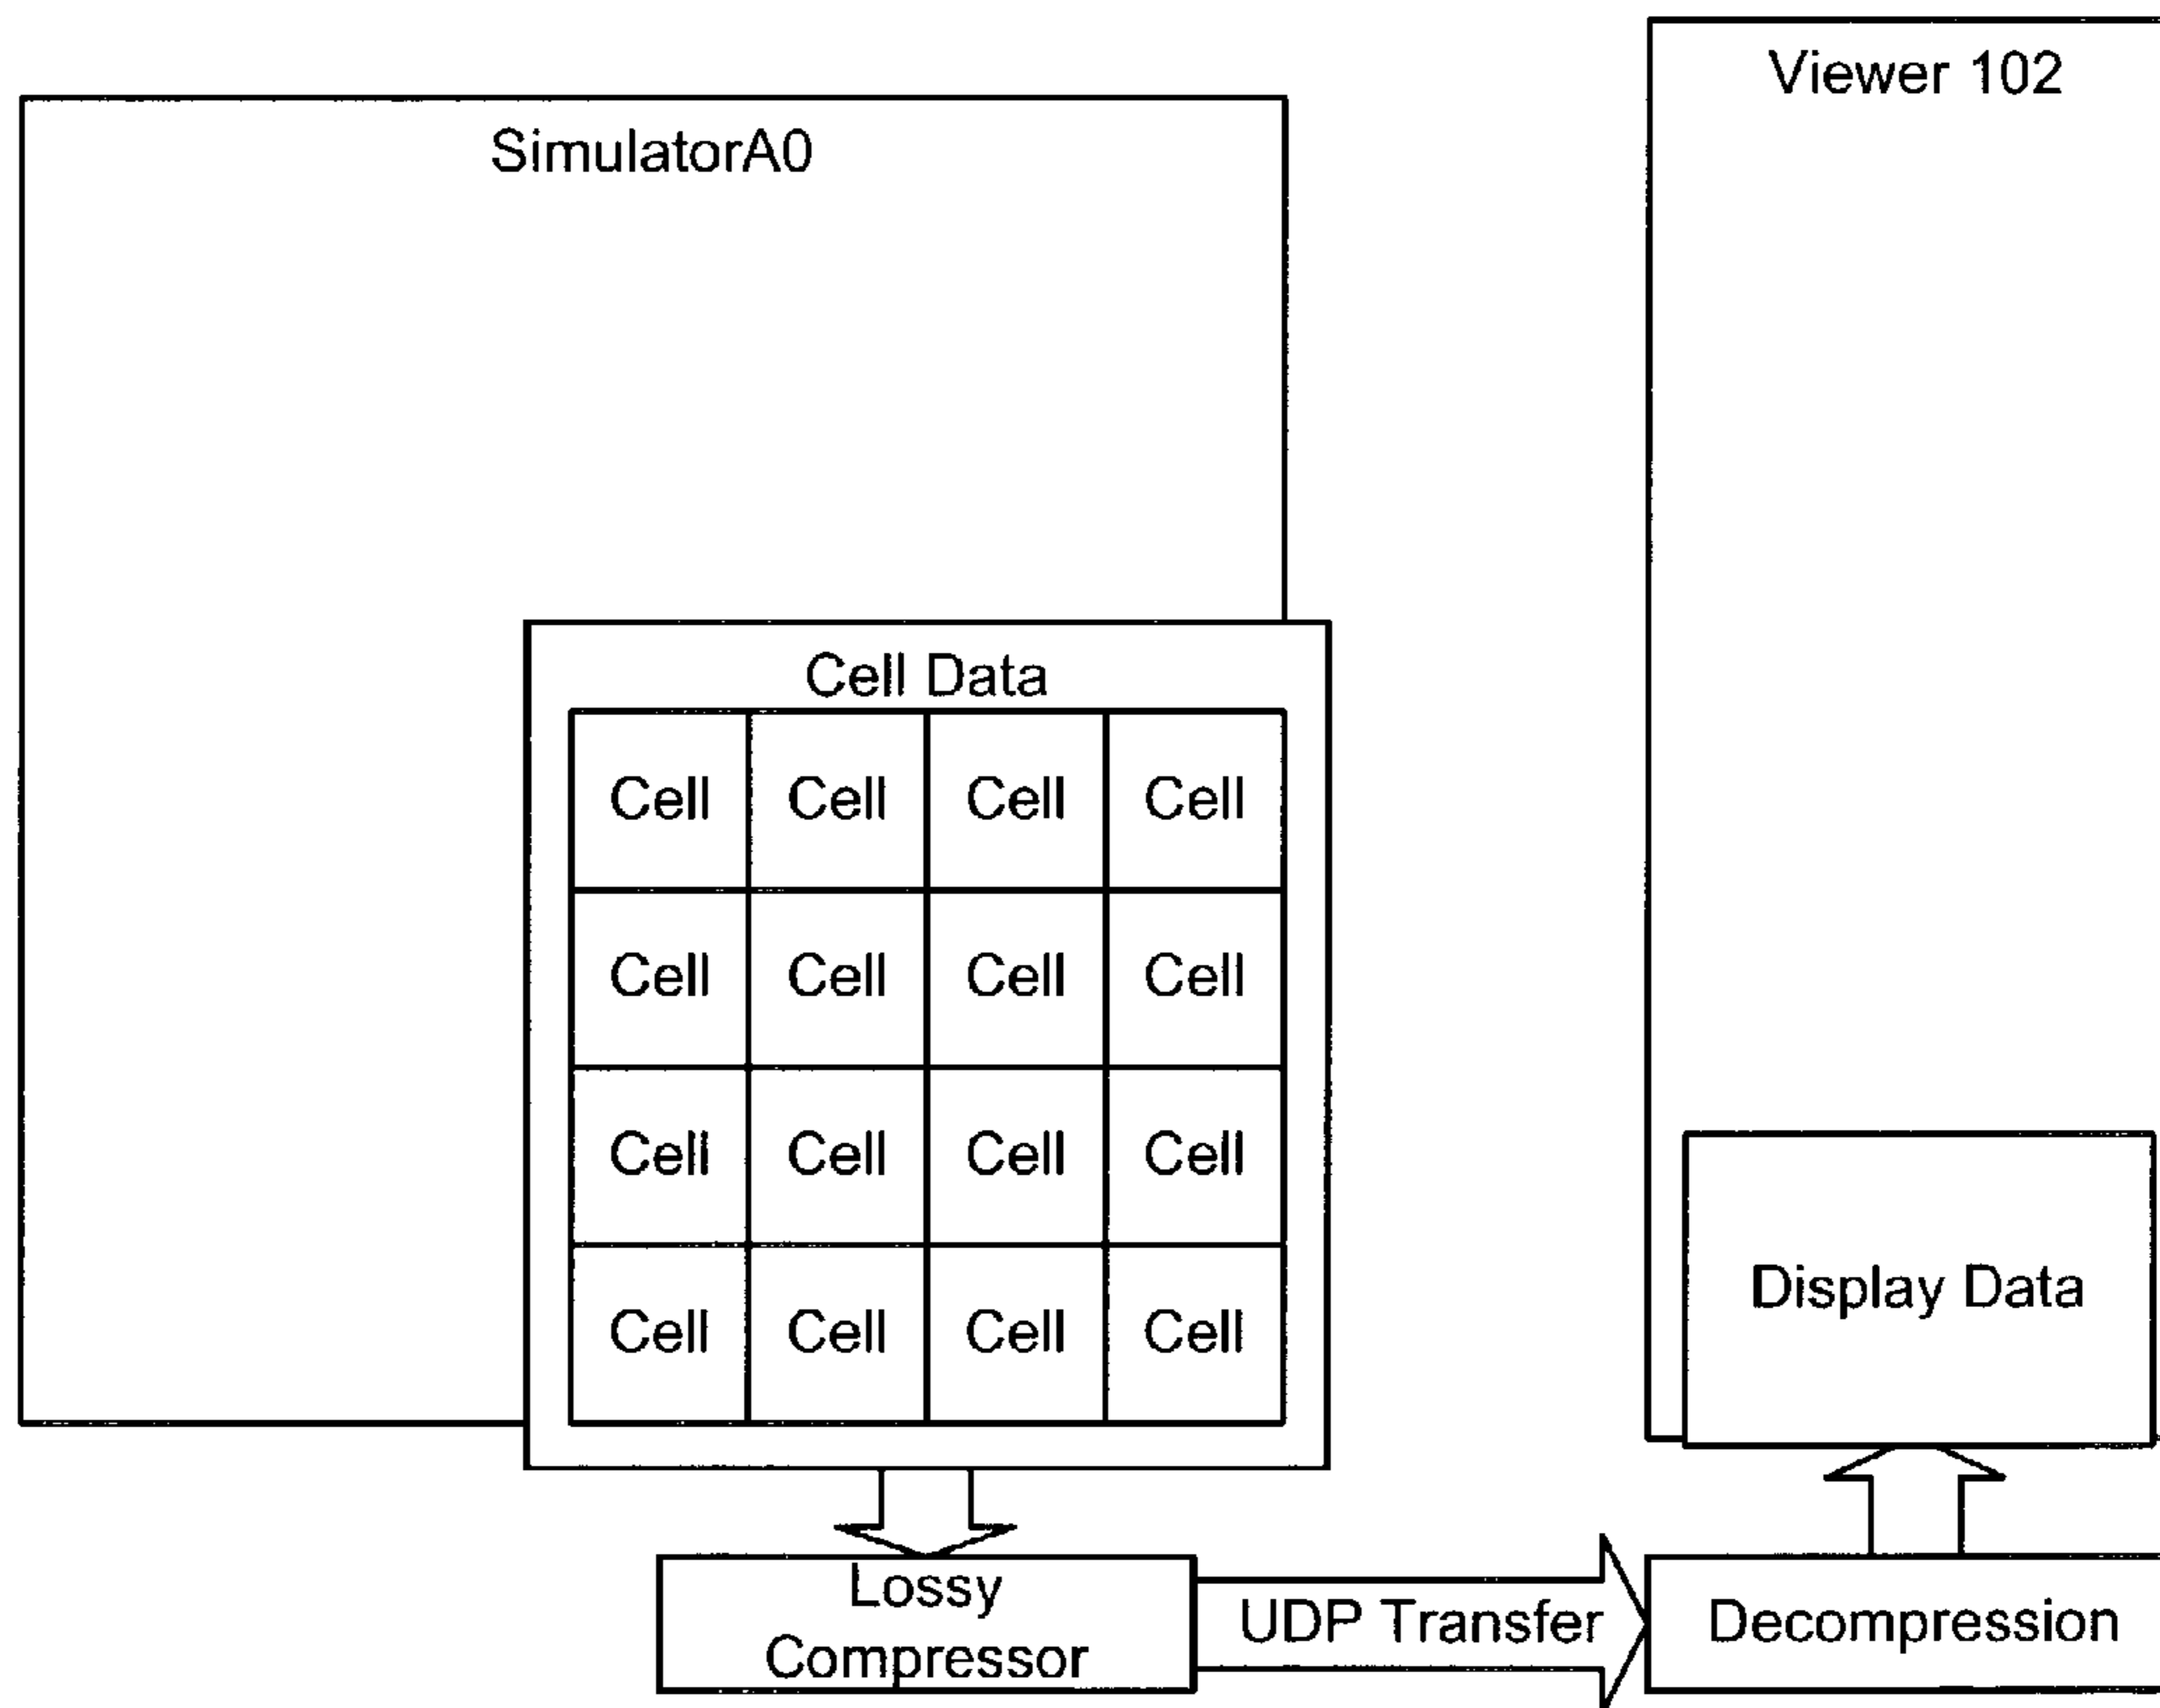 Viewer 102
SimulatorA0
Cell Data
Cell Cell Cell Cell
Cell Cell Cell Cell
Cell Cell Cell Cell
Cell Cell Cell Cell
Display Data
Lossy
Compressor
UDP Transfer
Decompression